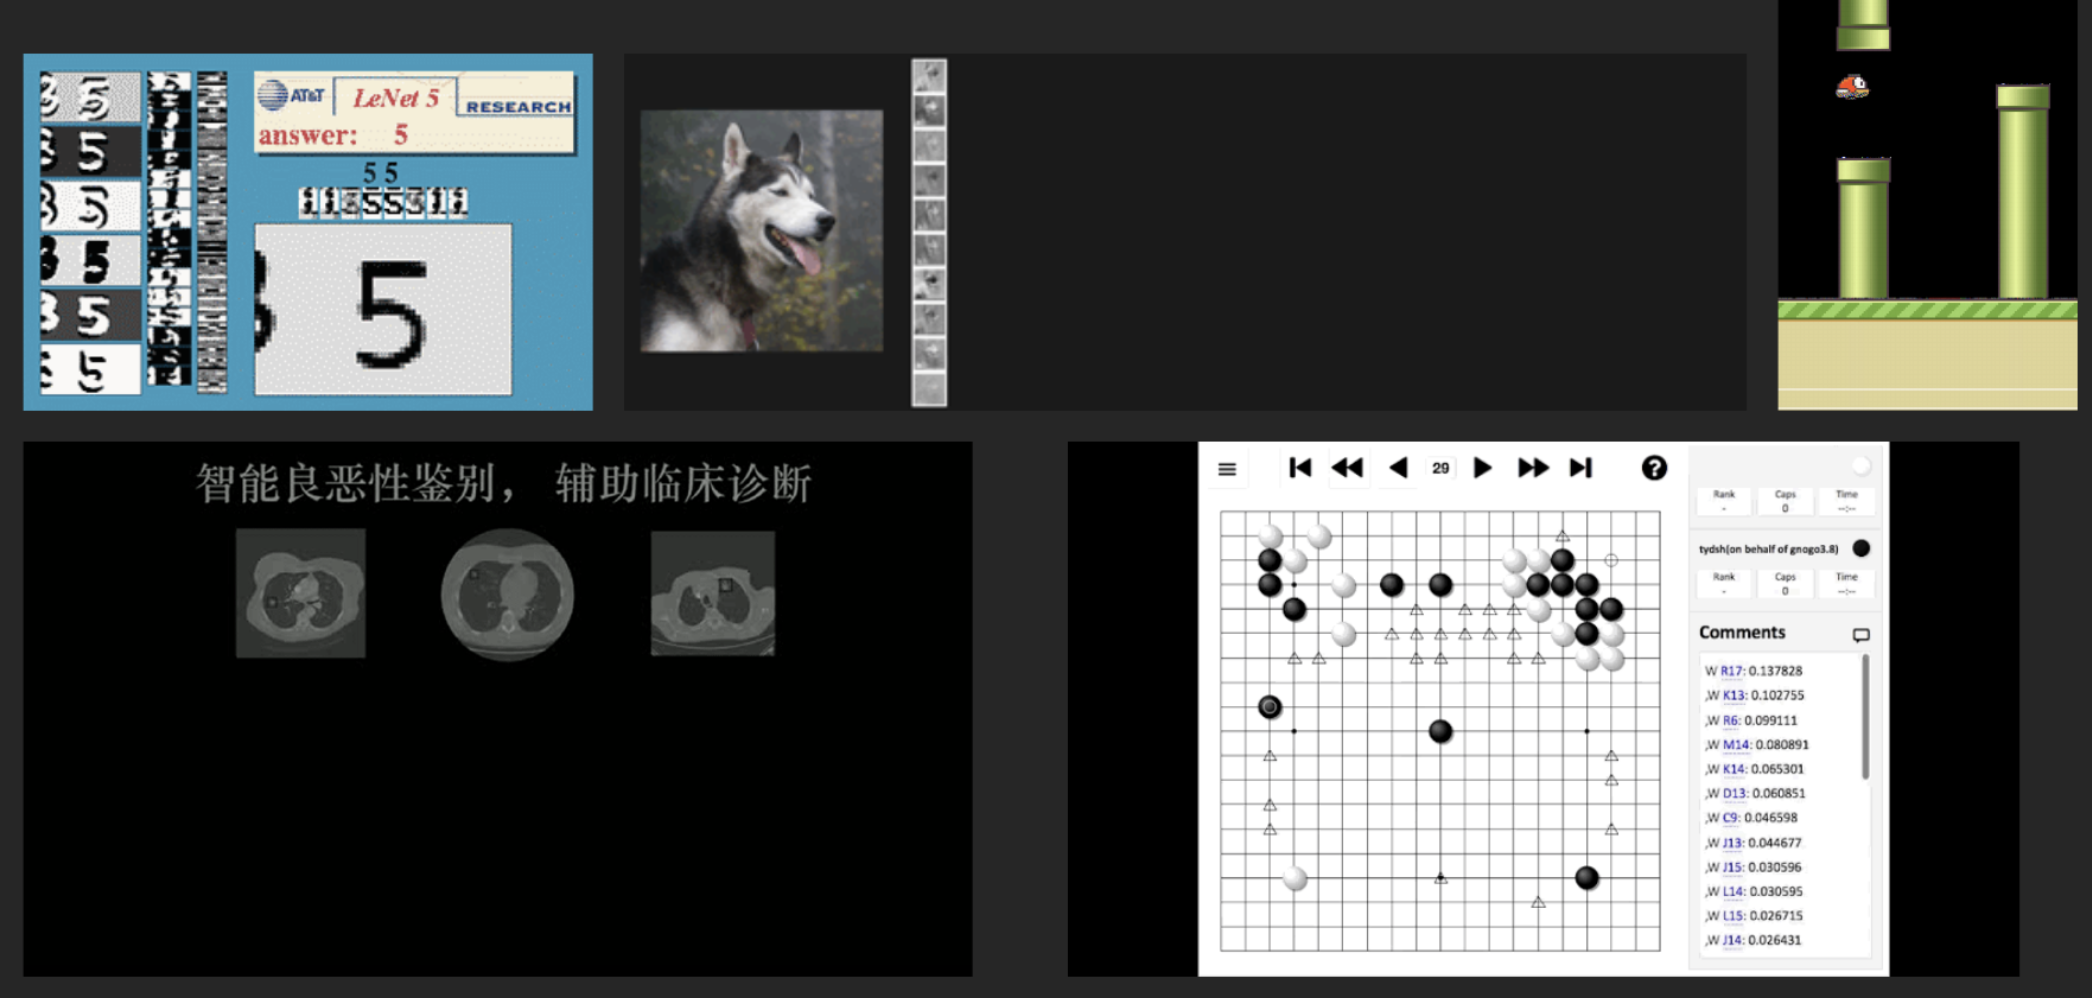 AT&T
LeNet 5
RESEARCH
answer: 5
5 5
5
智能良恶性鉴别， 辅助临床诊断
29
?
Rank Caps Time
- 0 --:--
tydsh(on behalf of gnogo3.8)
Rank Caps Time
- 0 --:--
Comments
W R17: 0.137828
,W K13: 0.102755
,W R6: 0.099111
,W M14: 0.080891
,W K14: 0.065301
,W D13: 0.060851
,W C9: 0.046598
,W J13: 0.044677
,W J15: 0.030596
,W L14: 0.030595
,W L15: 0.026715
,W J14: 0.026431